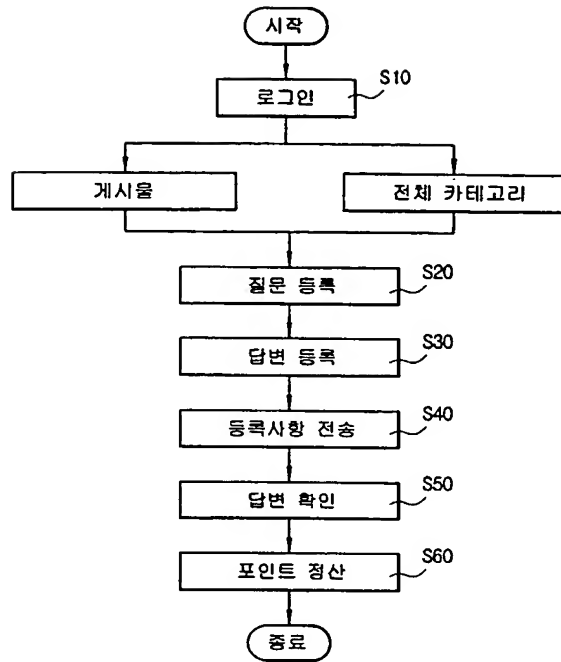 시작
S10
로그인
게시물
전체 카테고리
S20
질문 등록
S30
답변 등록
S40
등록사항 전송
S50
답변 확인
S60
포인트 정산
종료